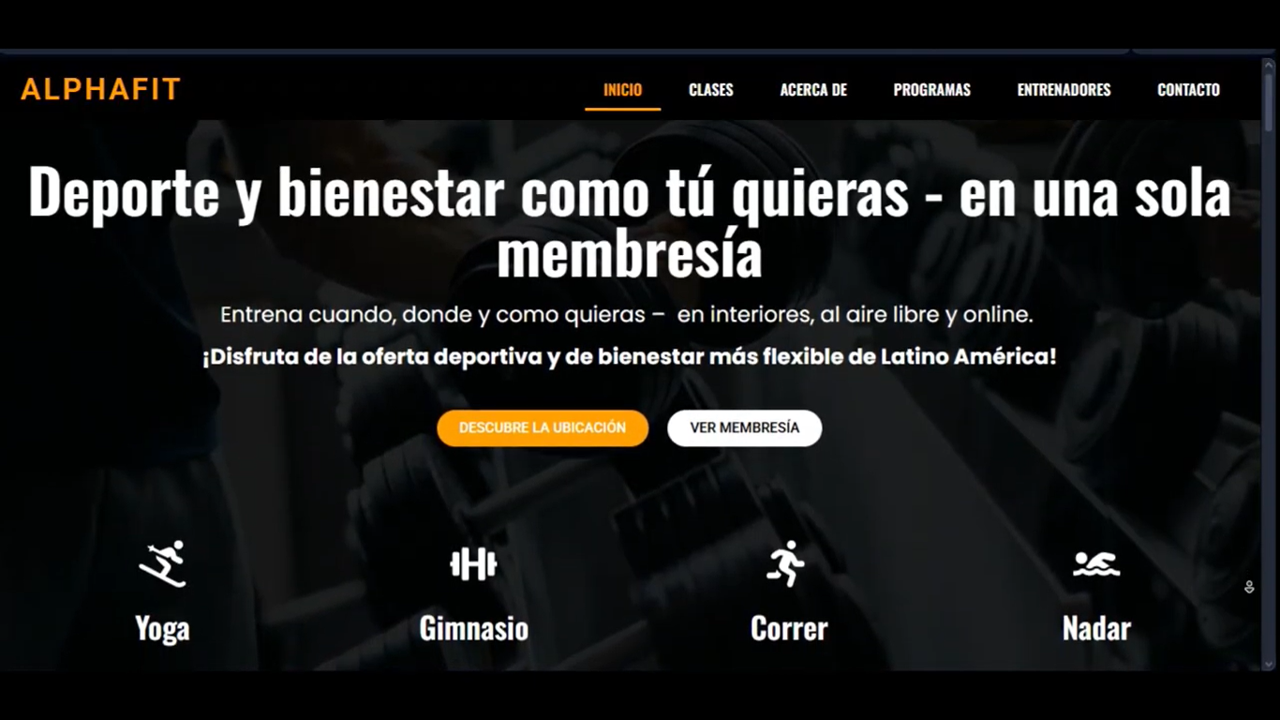 ALPHAFIT
INICIO
CLASES
ACERCA DE
PROGRAMAS
ENTRENADORES
CONTACTO
Deporte y bienestar como tú quieras - en una sola
membresía
Entrena cuando, donde y como quieras – en interiores, al aire libre y online.
¡Disfruta de la oferta deportiva y de bienestar más flexible de Latino América!
DESCUBRE LA UBICACIÓN
VER MEMBRESÍA
Yoga
Gimnasio
Correr
Nadar